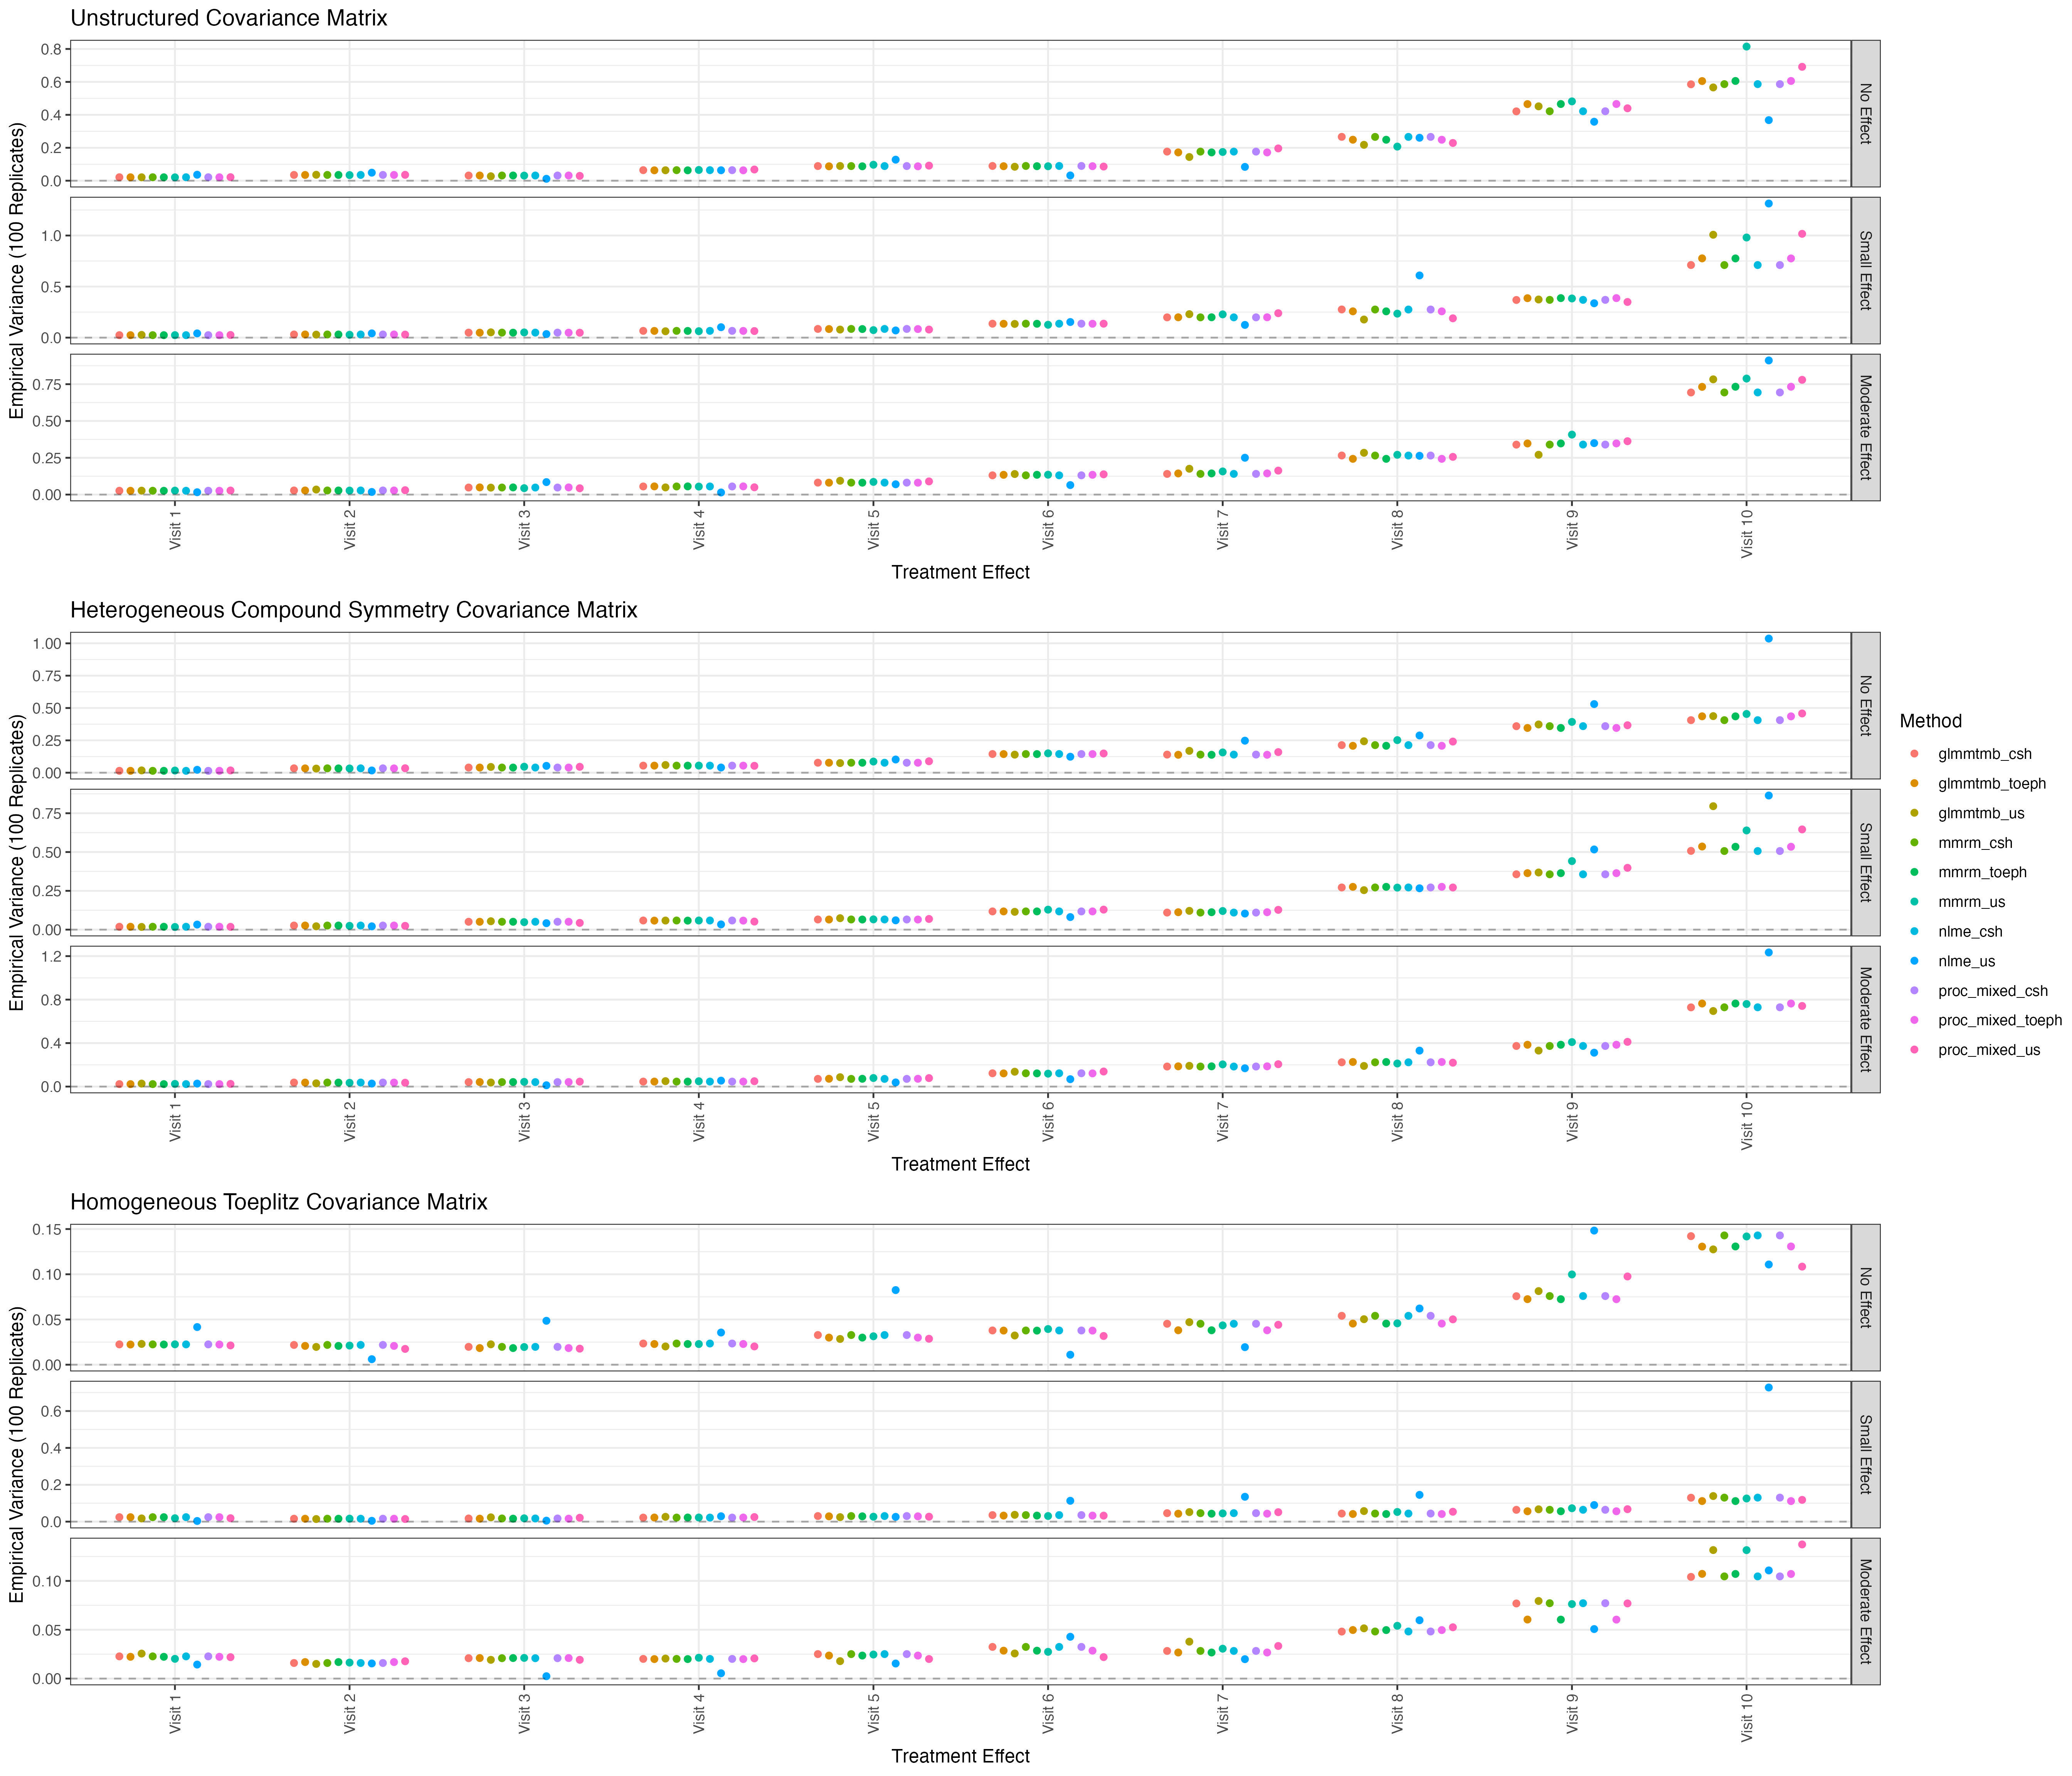 Unstructured Covariance Matrix
Empirical Variance (100 Replicates)
0.8
0.6
0.4
0.2
0.0
No Effect
1.0
0.5
0.0
Small Effect
0.75
0.50
0.25
0.00
Moderate Effect
Visit 1
Visit 2
Visit 3
Visit 4
Visit 5
Visit 6
Visit 7
Visit 8
Visit 9
Visit 10
Treatment Effect
Heterogeneous Compound Symmetry Covariance Matrix
Empirical Variance (100 Replicates)
1.00
0.75
0.50
0.25
0.00
No Effect
0.75
0.50
0.25
0.00
Small Effect
1.2
0.8
0.4
0.0
Moderate Effect
Visit 1
Visit 2
Visit 3
Visit 4
Visit 5
Visit 6
Visit 7
Visit 8
Visit 9
Visit 10
Treatment Effect
Homogeneous Toeplitz Covariance Matrix
Empirical Variance (100 Replicates)
0.15
0.10
0.05
0.00
No Effect
0.6
0.4
0.2
0.0
Small Effect
0.10
0.05
0.00
Moderate Effect
Visit 1
Visit 2
Visit 3
Visit 4
Visit 5
Visit 6
Visit 7
Visit 8
Visit 9
Visit 10
Treatment Effect
Method
glmmtmb_csh
glmmtmb_toeph
glmmtmb_us
mmrm_csh
mmrm_toeph
mmrm_us
nlme_csh
nlme_us
proc_mixed_csh
proc_mixed_toeph
proc_mixed_us